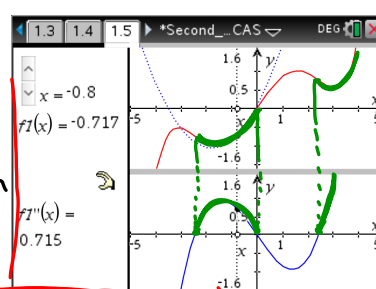 1.3 1.4 1.5 *Second_...CAS DEG
x = -0.8
f1(x) = -0.717
f1"(x) =
0.715
1.6 y
0.5
-5 x 1
-1.6
1.6 y
0.5
-5 x 1
-1.6